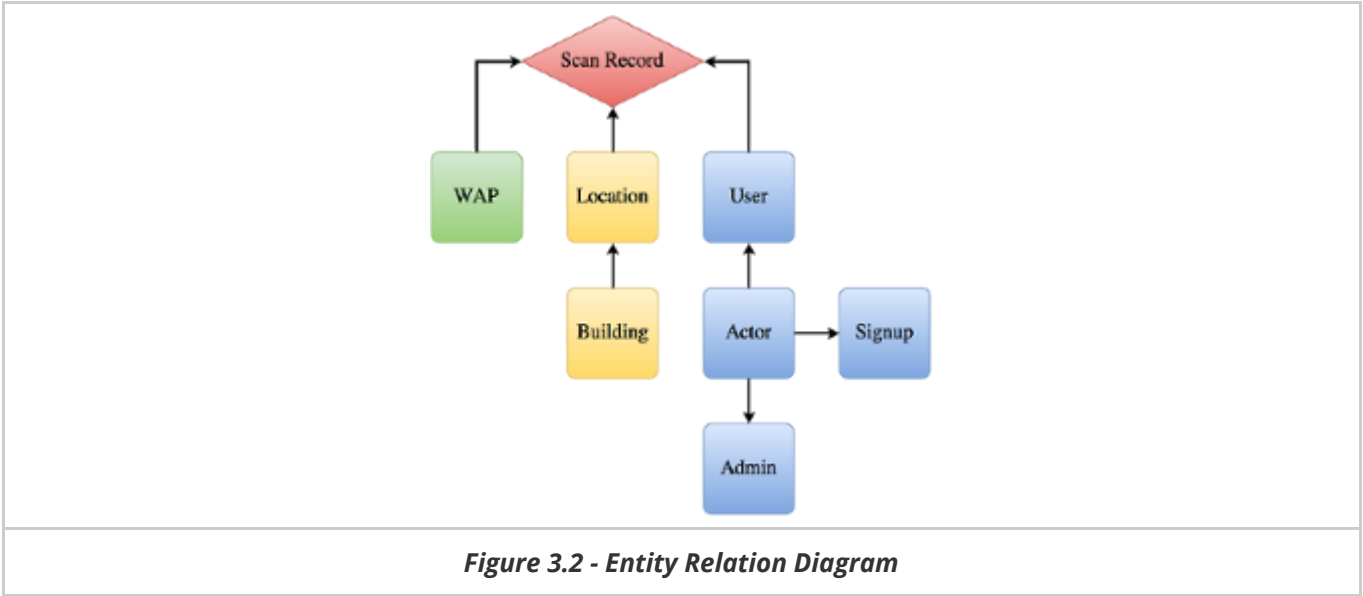 Scan Record
WAP
Location
User
Building
Actor
Signup
Admin
Figure 3.2 - Entity Relation Diagram